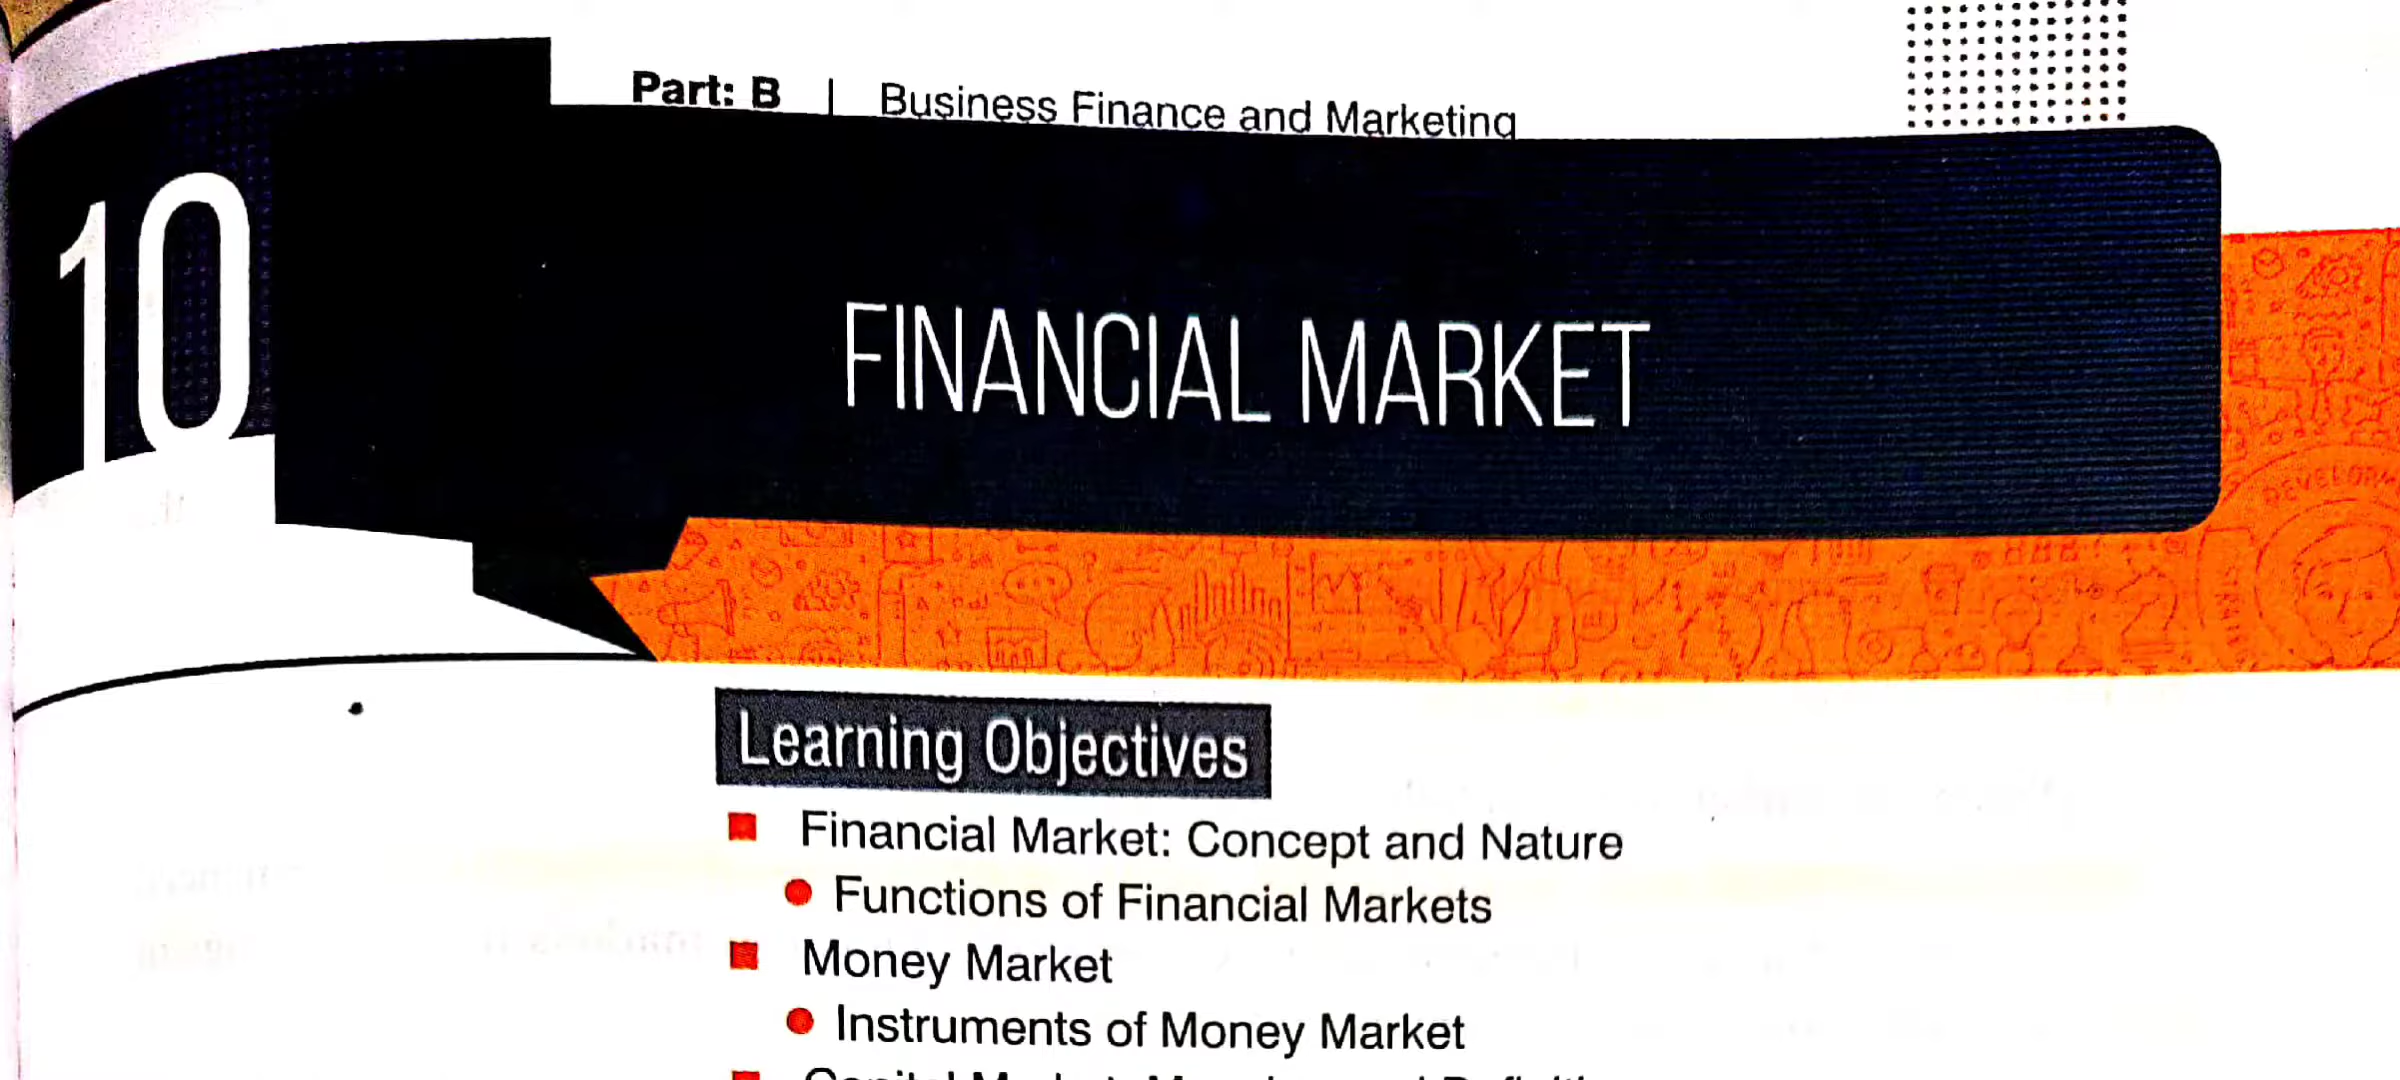 Part: B | Business Finance and Marketing
10
FINANCIAL MARKET
Learning Objectives
Financial Market: Concept and Nature
Functions of Financial Markets
Money Market
Instruments of Money Market